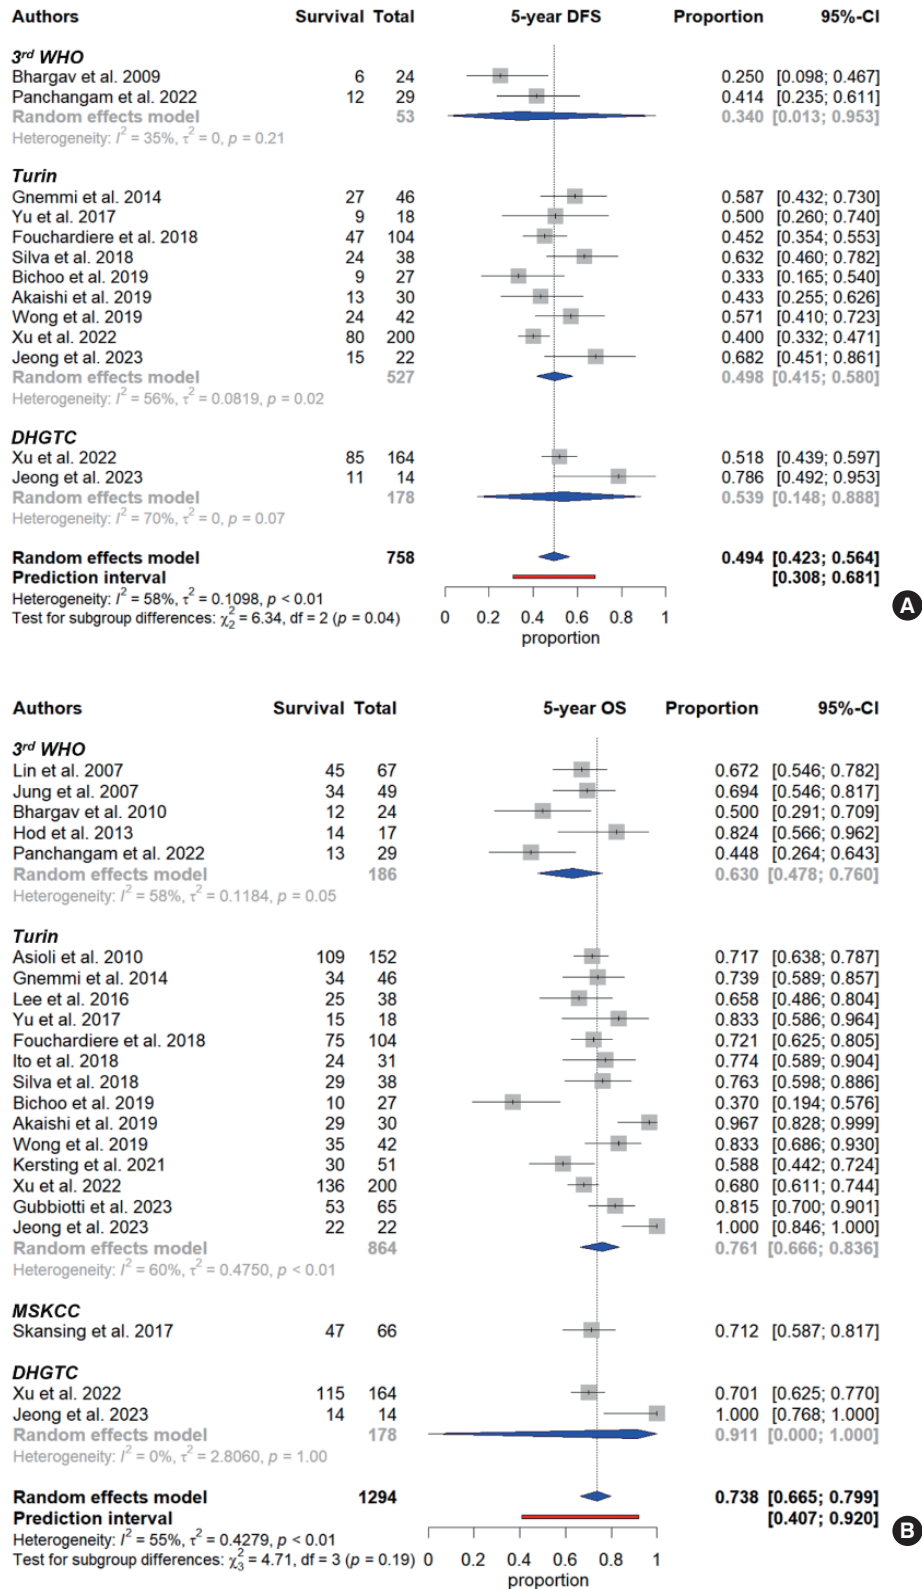 Authors Survival Total 5-year DFS Proportion 95%-CI
3rd WHO
Bhargav et al. 2009 6 24 0.250 [0.098; 0.467]
Panchangam et al. 2022 12 29 0.414 [0.235; 0.611]
Random effects model 53 0.340 [0.013; 0.953]
Heterogeneity: I² = 35%, τ² = 0, p = 0.21
Turin
Gnemmi et al. 2014 27 46 0.587 [0.432; 0.730]
Yu et al. 2017 9 18 0.500 [0.260; 0.740]
Fouchardiere et al. 2018 47 104 0.452 [0.354; 0.553]
Silva et al. 2018 24 38 0.632 [0.460; 0.782]
Bichoo et al. 2019 9 27 0.333 [0.165; 0.540]
Akaishi et al. 2019 13 30 0.433 [0.255; 0.626]
Wong et al. 2019 24 42 0.571 [0.410; 0.723]
Xu et al. 2022 80 200 0.400 [0.332; 0.471]
Jeong et al. 2023 15 22 0.682 [0.451; 0.861]
Random effects model 527 0.498 [0.415; 0.580]
Heterogeneity: I² = 56%, τ² = 0.0819, p = 0.02
DHGTC
Xu et al. 2022 85 164 0.518 [0.439; 0.597]
Jeong et al. 2023 11 14 0.786 [0.492; 0.953]
Random effects model 178 0.539 [0.148; 0.888]
Heterogeneity: I² = 70%, τ² = 0, p = 0.07
Random effects model 758 0.494 [0.423; 0.564]
Prediction interval [0.308; 0.681]
Heterogeneity: I² = 58%, τ² = 0.1098, p < 0.01
Test for subgroup differences: χ²₂ = 6.34, df = 2 (p = 0.04)
0 0.2 0.4 0.6 0.8 1
proportion
A
Authors Survival Total 5-year OS Proportion 95%-CI
3rd WHO
Lin et al. 2007 45 67 0.672 [0.546; 0.782]
Jung et al. 2007 34 49 0.694 [0.546; 0.817]
Bhargav et al. 2010 12 24 0.500 [0.291; 0.709]
Hod et al. 2013 14 17 0.824 [0.566; 0.962]
Panchangam et al. 2022 13 29 0.448 [0.264; 0.643]
Random effects model 186 0.630 [0.478; 0.760]
Heterogeneity: I² = 58%, τ² = 0.1184, p = 0.05
Turin
Asioli et al. 2010 109 152 0.717 [0.638; 0.787]
Gnemmi et al. 2014 34 46 0.739 [0.589; 0.857]
Lee et al. 2016 25 38 0.658 [0.486; 0.804]
Yu et al. 2017 15 18 0.833 [0.586; 0.964]
Fouchardiere et al. 2018 75 104 0.721 [0.625; 0.805]
Ito et al. 2018 24 31 0.774 [0.589; 0.904]
Silva et al. 2018 29 38 0.763 [0.598; 0.886]
Bichoo et al. 2019 10 27 0.370 [0.194; 0.576]
Akaishi et al. 2019 29 30 0.967 [0.828; 0.999]
Wong et al. 2019 35 42 0.833 [0.686; 0.930]
Kersting et al. 2021 30 51 0.588 [0.442; 0.724]
Xu et al. 2022 136 200 0.680 [0.611; 0.744]
Gubbiotti et al. 2023 53 65 0.815 [0.700; 0.901]
Jeong et al. 2023 22 22 1.000 [0.846; 1.000]
Random effects model 864 0.761 [0.666; 0.836]
Heterogeneity: I² = 60%, τ² = 0.4750, p < 0.01
MSKCC
Skansing et al. 2017 47 66 0.712 [0.587; 0.817]
DHGTC
Xu et al. 2022 115 164 0.701 [0.625; 0.770]
Jeong et al. 2023 14 14 1.000 [0.768; 1.000]
Random effects model 178 0.911 [0.000; 1.000]
Heterogeneity: I² = 0%, τ² = 2.8060, p = 1.00
Random effects model 1294 0.738 [0.665; 0.799]
Prediction interval [0.407; 0.920]
Heterogeneity: I² = 55%, τ² = 0.4279, p < 0.01
Test for subgroup differences: χ²₃ = 4.71, df = 3 (p = 0.19)
0 0.2 0.4 0.6 0.8 1
proportion
B